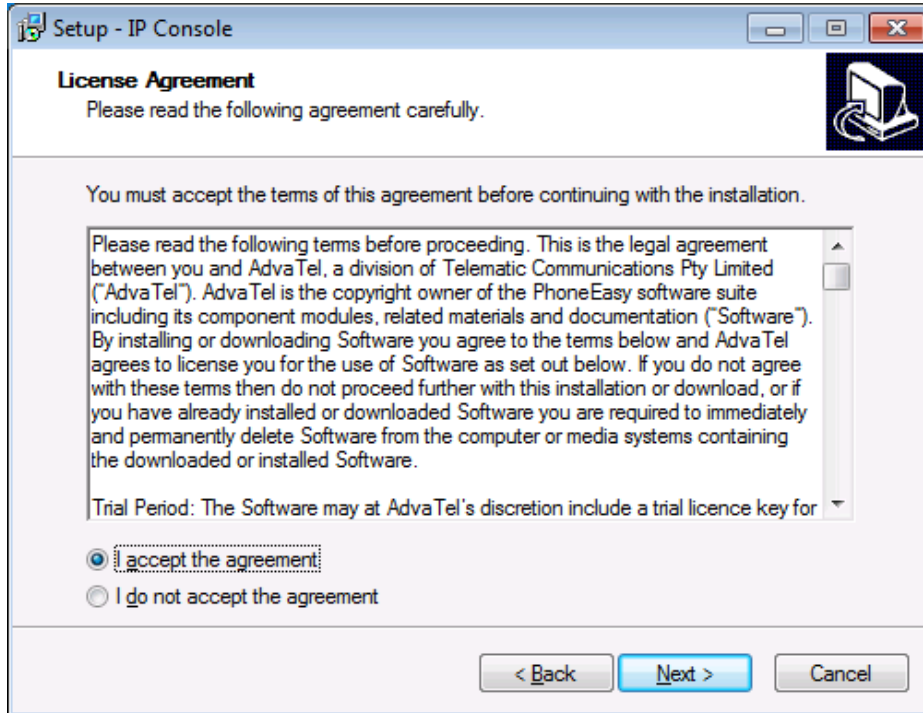 Setup - IP Console
License Agreement
Please read the following agreement carefully.
You must accept the terms of this agreement before continuing with the installation.
Please read the following terms before proceeding. This is the legal agreement
between you and AdvaTel, a division of Telematic Communications Pty Limited
("AdvaTel"). AdvaTel is the copyright owner of the PhoneEasy software suite
including its component modules, related materials and documentation ("Software").
By installing or downloading Software you agree to the terms below and AdvaTel
agrees to license you for the use of Software as set out below. If you do not agree
with these terms then do not proceed further with this installation or download, or if
you have already installed or downloaded Software you are required to immediately
and permanently delete Software from the computer or media systems containing
the downloaded or installed Software.
Trial Period: The Software may at AdvaTel's discretion include a trial licence key for
I accept the agreement
I do not accept the agreement
< Back
Next >
Cancel